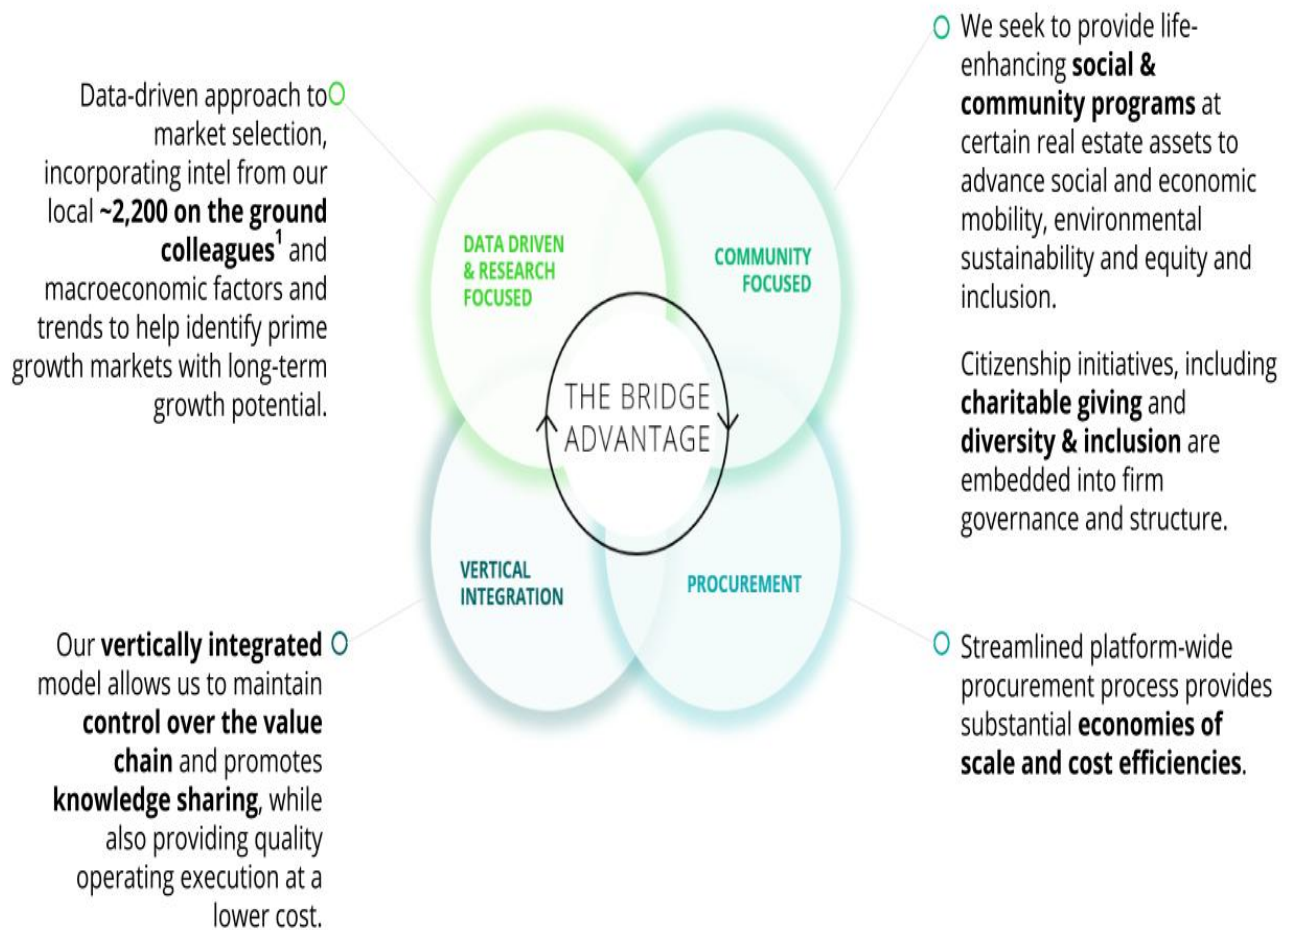 Data-driven approach to
market selection,
incorporating intel from our
local ~2,200 on the ground
colleagues¹ and
macroeconomic factors and
trends to help identify prime
growth markets with long-term
growth potential.
We seek to provide life-
enhancing social &
community programs at
certain real estate assets to
advance social and economic
mobility, environmental
sustainability and equity and
inclusion.
Citizenship initiatives, including
charitable giving and
diversity & inclusion are
embedded into firm
governance and structure.
DATA DRIVEN
& RESEARCH
FOCUSED
COMMUNITY
FOCUSED
THE BRIDGE
ADVANTAGE
VERTICAL
INTEGRATION
PROCUREMENT
Our vertically integrated
model allows us to maintain
control over the value
chain and promotes
knowledge sharing, while
also providing quality
operating execution at a
lower cost.
Streamlined platform-wide
procurement process provides
substantial economies of
scale and cost efficiencies.